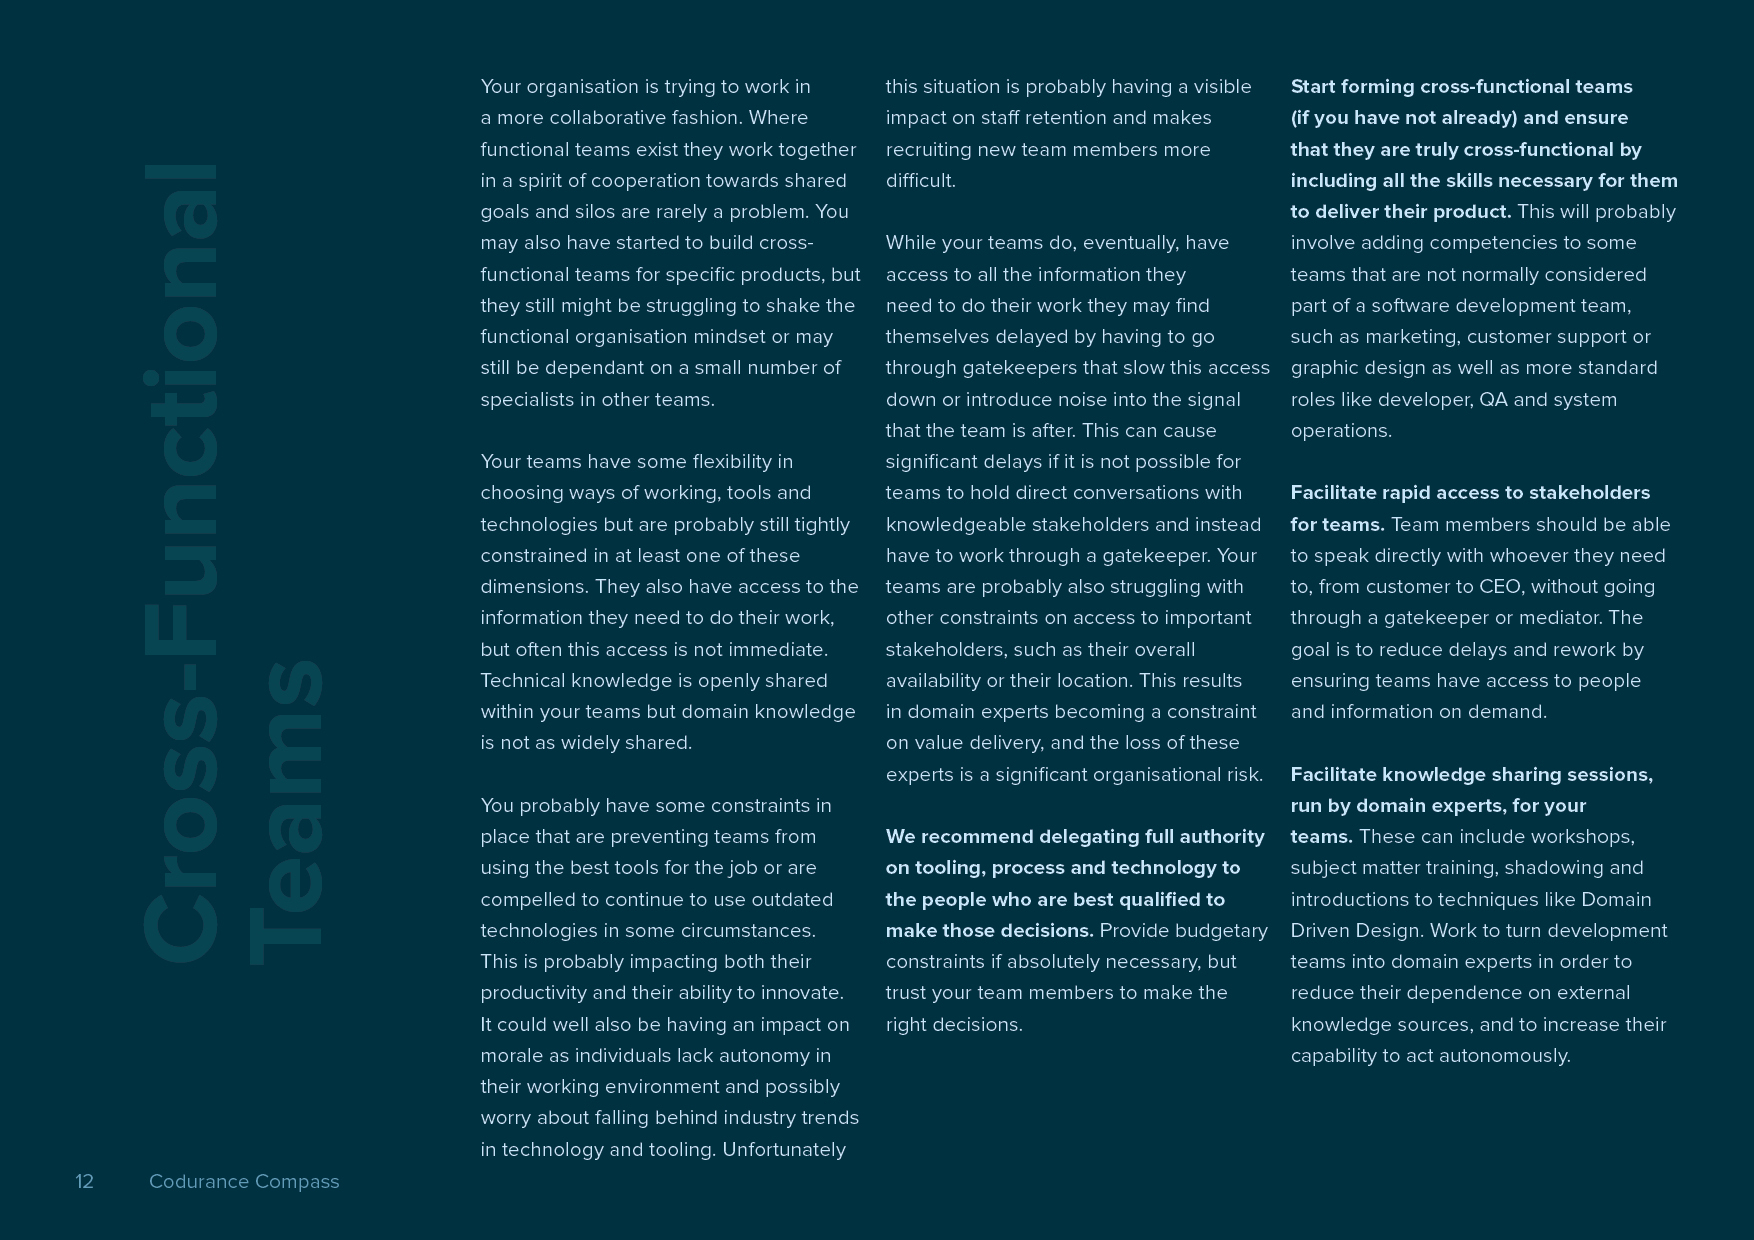 Cross-Functional
Teams
Your organisation is trying to work in
a more collaborative fashion. Where
functional teams exist they work together
in a spirit of cooperation towards shared
goals and silos are rarely a problem. You
may also have started to build cross-
functional teams for specific products, but
they still might be struggling to shake the
functional organisation mindset or may
still be dependant on a small number of
specialists in other teams.
Your teams have some flexibility in
choosing ways of working, tools and
technologies but are probably still tightly
constrained in at least one of these
dimensions. They also have access to the
information they need to do their work,
but often this access is not immediate.
Technical knowledge is openly shared
within your teams but domain knowledge
is not as widely shared.
You probably have some constraints in
place that are preventing teams from
using the best tools for the job or are
compelled to continue to use outdated
technologies in some circumstances.
This is probably impacting both their
productivity and their ability to innovate.
It could well also be having an impact on
morale as individuals lack autonomy in
their working environment and possibly
worry about falling behind industry trends
in technology and tooling. Unfortunately
this situation is probably having a visible
impact on staff retention and makes
recruiting new team members more
difficult.
While your teams do, eventually, have
access to all the information they
need to do their work they may find
themselves delayed by having to go
through gatekeepers that slow this access
down or introduce noise into the signal
that the team is after. This can cause
significant delays if it is not possible for
teams to hold direct conversations with
knowledgeable stakeholders and instead
have to work through a gatekeeper. Your
teams are probably also struggling with
other constraints on access to important
stakeholders, such as their overall
availability or their location. This results
in domain experts becoming a constraint
on value delivery, and the loss of these
experts is a significant organisational risk.
We recommend delegating full authority
on tooling, process and technology to
the people who are best qualified to
make those decisions. Provide budgetary
constraints if absolutely necessary, but
trust your team members to make the
right decisions.
Start forming cross-functional teams
(if you have not already) and ensure
that they are truly cross-functional by
including all the skills necessary for them
to deliver their product. This will probably
involve adding competencies to some
teams that are not normally considered
part of a software development team,
such as marketing, customer support or
graphic design as well as more standard
roles like developer, QA and system
operations.
Facilitate rapid access to stakeholders
for teams. Team members should be able
to speak directly with whoever they need
to, from customer to CEO, without going
through a gatekeeper or mediator. The
goal is to reduce delays and rework by
ensuring teams have access to people
and information on demand.
Facilitate knowledge sharing sessions,
run by domain experts, for your
teams. These can include workshops,
subject matter training, shadowing and
introductions to techniques like Domain
Driven Design. Work to turn development
teams into domain experts in order to
reduce their dependence on external
knowledge sources, and to increase their
capability to act autonomously.
12 Codurance Compass